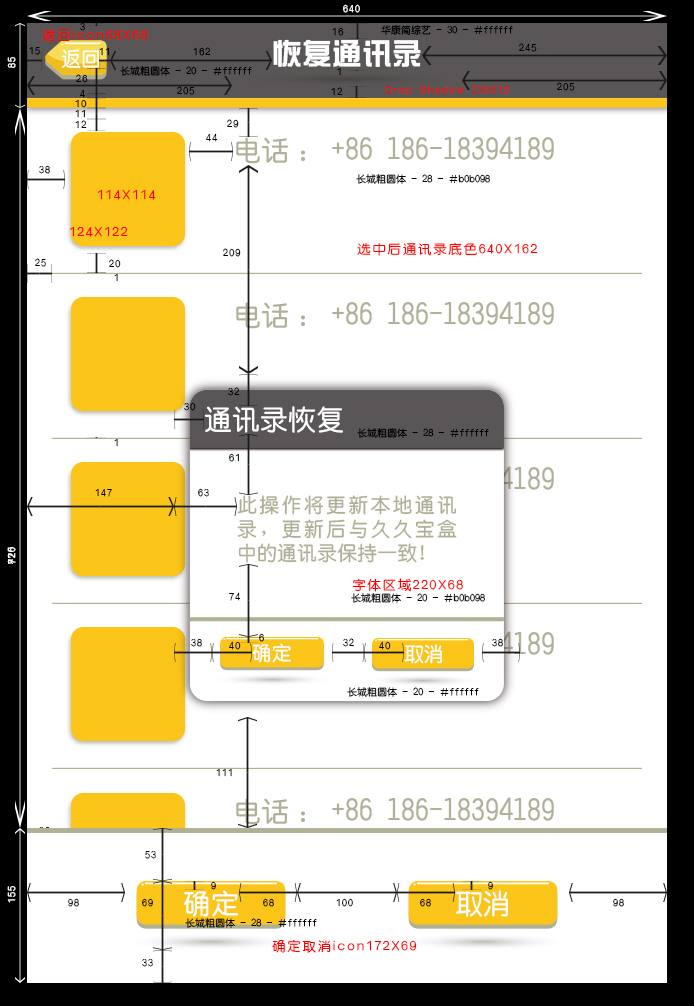 640
3
返回icon68X68
16
华康简综艺 - 30 - #ffffff
15
返回
11
162
恢复通讯录
245
85
长城粗圆体 - 20 - #ffffff
1
26
205
205
4
12
Drop Shadow 236X15
10
11
12
29
44
电话： +86 186-18394189
38
长城粗圆体 - 28 - #b0b098
114X114
124X122
选中后通讯录底色640X162
209
25
20
1
电话： +86 186-18394189
32
30
通讯录恢复
长城粗圆体 - 28 - #ffffff
1
61
4189
147
63
此操作将更新本地通讯
录，更新后与久久宝盒
中的通讯录保持一致!
字体区域220X68
74
长城粗圆体 - 20 - #b0b098
6
38
40
确定
32
40
取消
38
4189
长城粗圆体 - 20 - #ffffff
111
电话： +86 186-18394189
53
155
98
69
9
确定
68
100
68
9
取消
98
长城粗圆体 - 28 - #ffffff
确定取消icon172X69
33